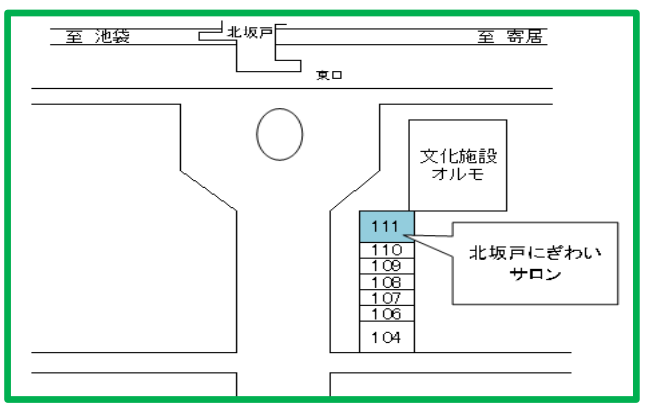 北坂戸
至 池袋
至 寄居
東口
文化施設
オルモ
111
110
109
108
107
106
104
北坂戸にぎわい
サロン